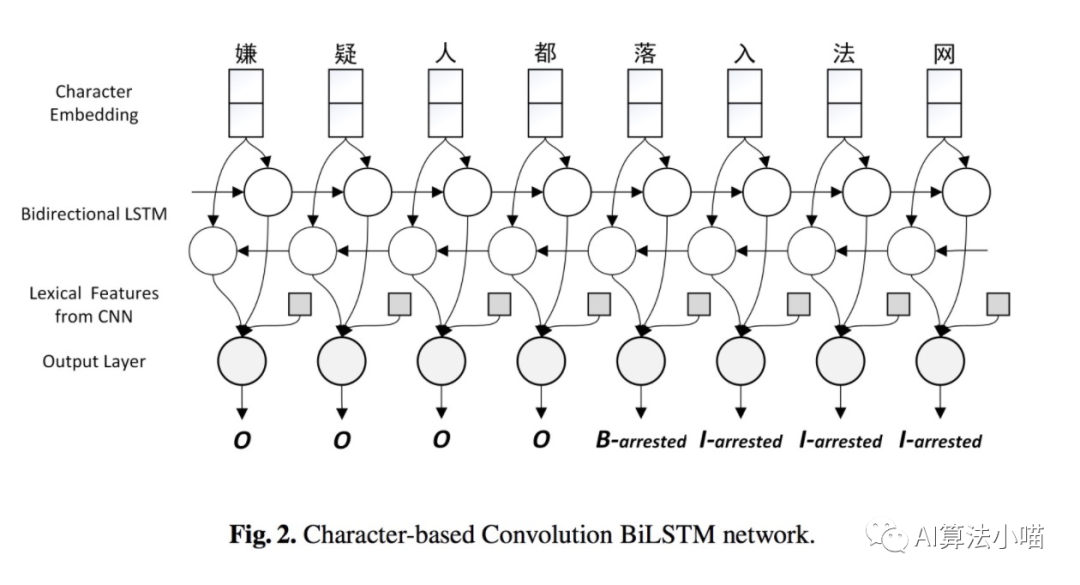 嫌 疑 人 都 落 入 法 网
Character
Embedding
Bidirectional LSTM
Lexical Features
from CNN
Output Layer
O O O O B-arrested I-arrested I-arrested I-arrested
Fig. 2. Character-based Convolution BiLSTM network.
AI算法小喵